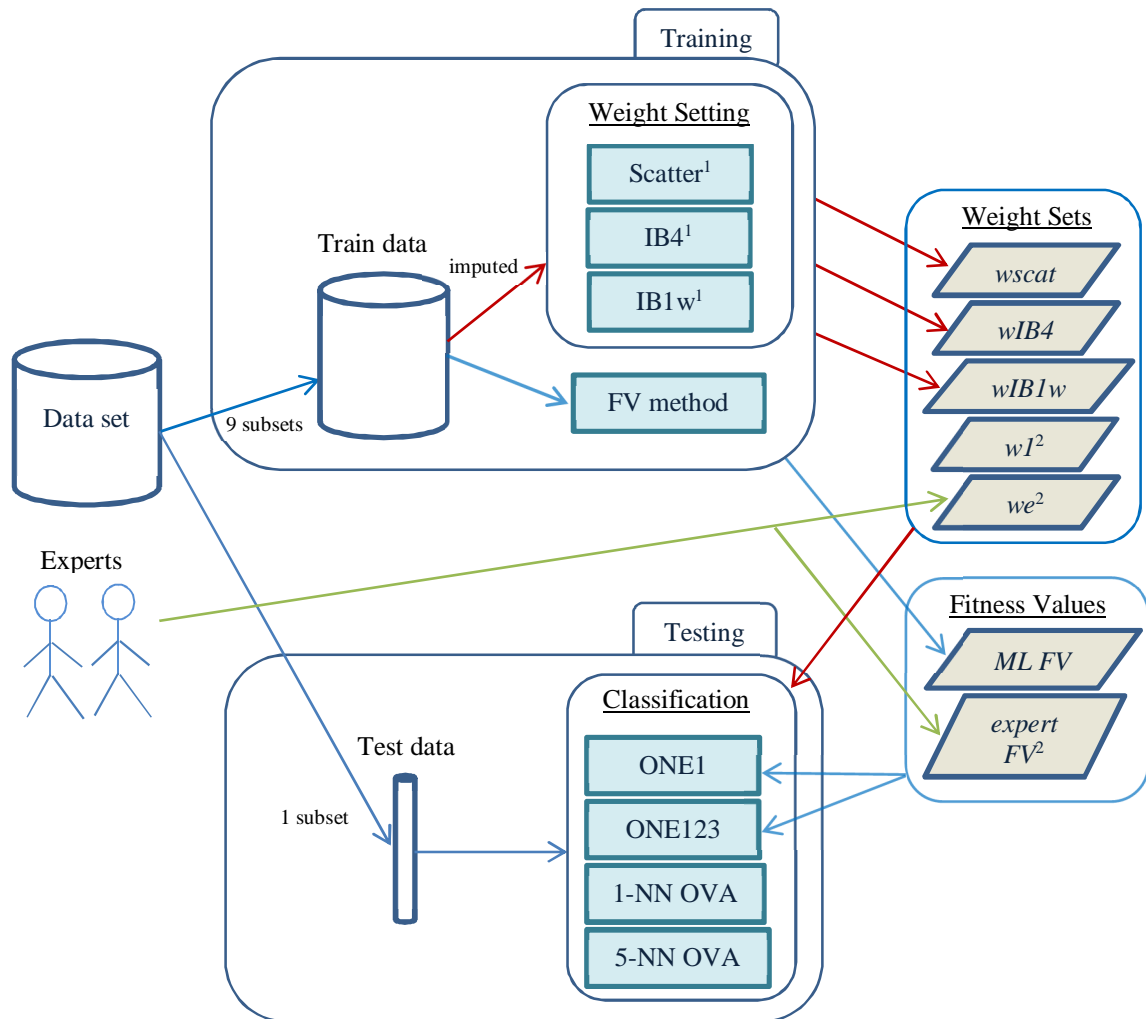 Training
Weight Setting
Scatter¹
IB4¹
IB1w¹
Train data
imputed
FV method
Data set
9 subsets
Weight Sets
wscat
wIB4
wIB1w
w1²
we²
Experts
Fitness Values
ML FV
expert
FV²
Testing
Classification
Test data
1 subset
ONE1
ONE123
1-NN OVA
5-NN OVA